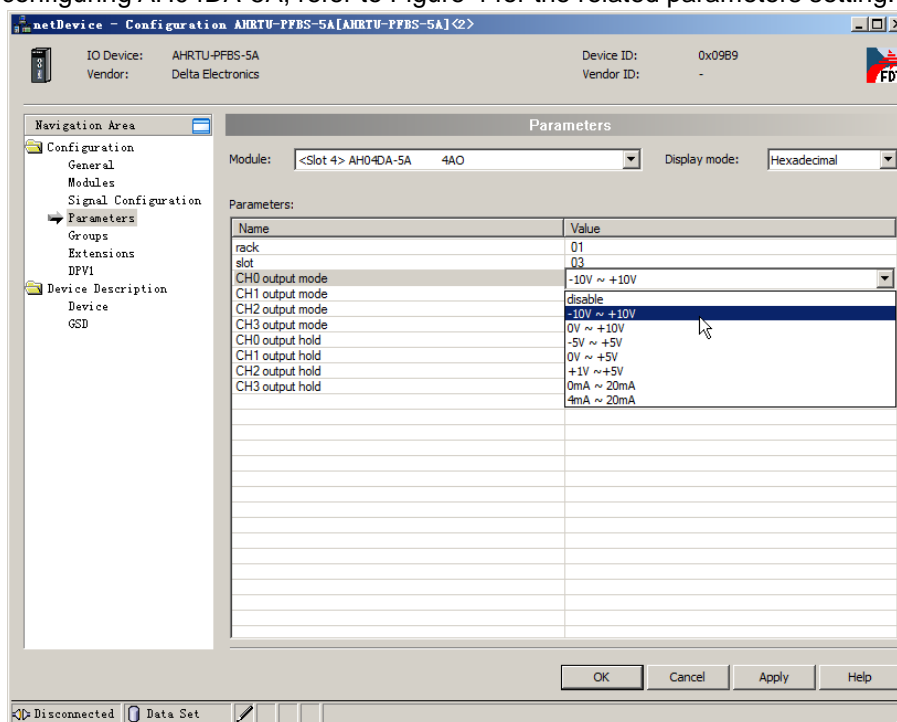 configuring AH04DA-5A, refer to Figure 4 for the related parameters setting.
netDevice - Configuration AHRTU-PFBS-5A[AHRTU-PFBS-5A]<2>
IO Device: AHRTU-PFBS-5A Device ID: 0x09B9
Vendor: Delta Electronics Vendor ID: -
FDT
Navigation Area
Configuration
General
Modules
Signal Configuration
Parameters
Groups
Extensions
DPV1
Device Description
Device
GSD
Parameters
Module: <Slot 4> AH04DA-5A 4AO Display mode: Hexadecimal
Parameters:
Name Value
rack 01
slot 03
CH0 output mode -10V ~ +10V
CH1 output mode
CH2 output mode
CH3 output mode
CH0 output hold
CH1 output hold
CH2 output hold
CH3 output hold
disable
-10V ~ +10V
0V ~ +10V
-5V ~ +5V
0V ~ +5V
+1V ~+5V
0mA ~ 20mA
4mA ~ 20mA
OK Cancel Apply Help
Disconnected Data Set